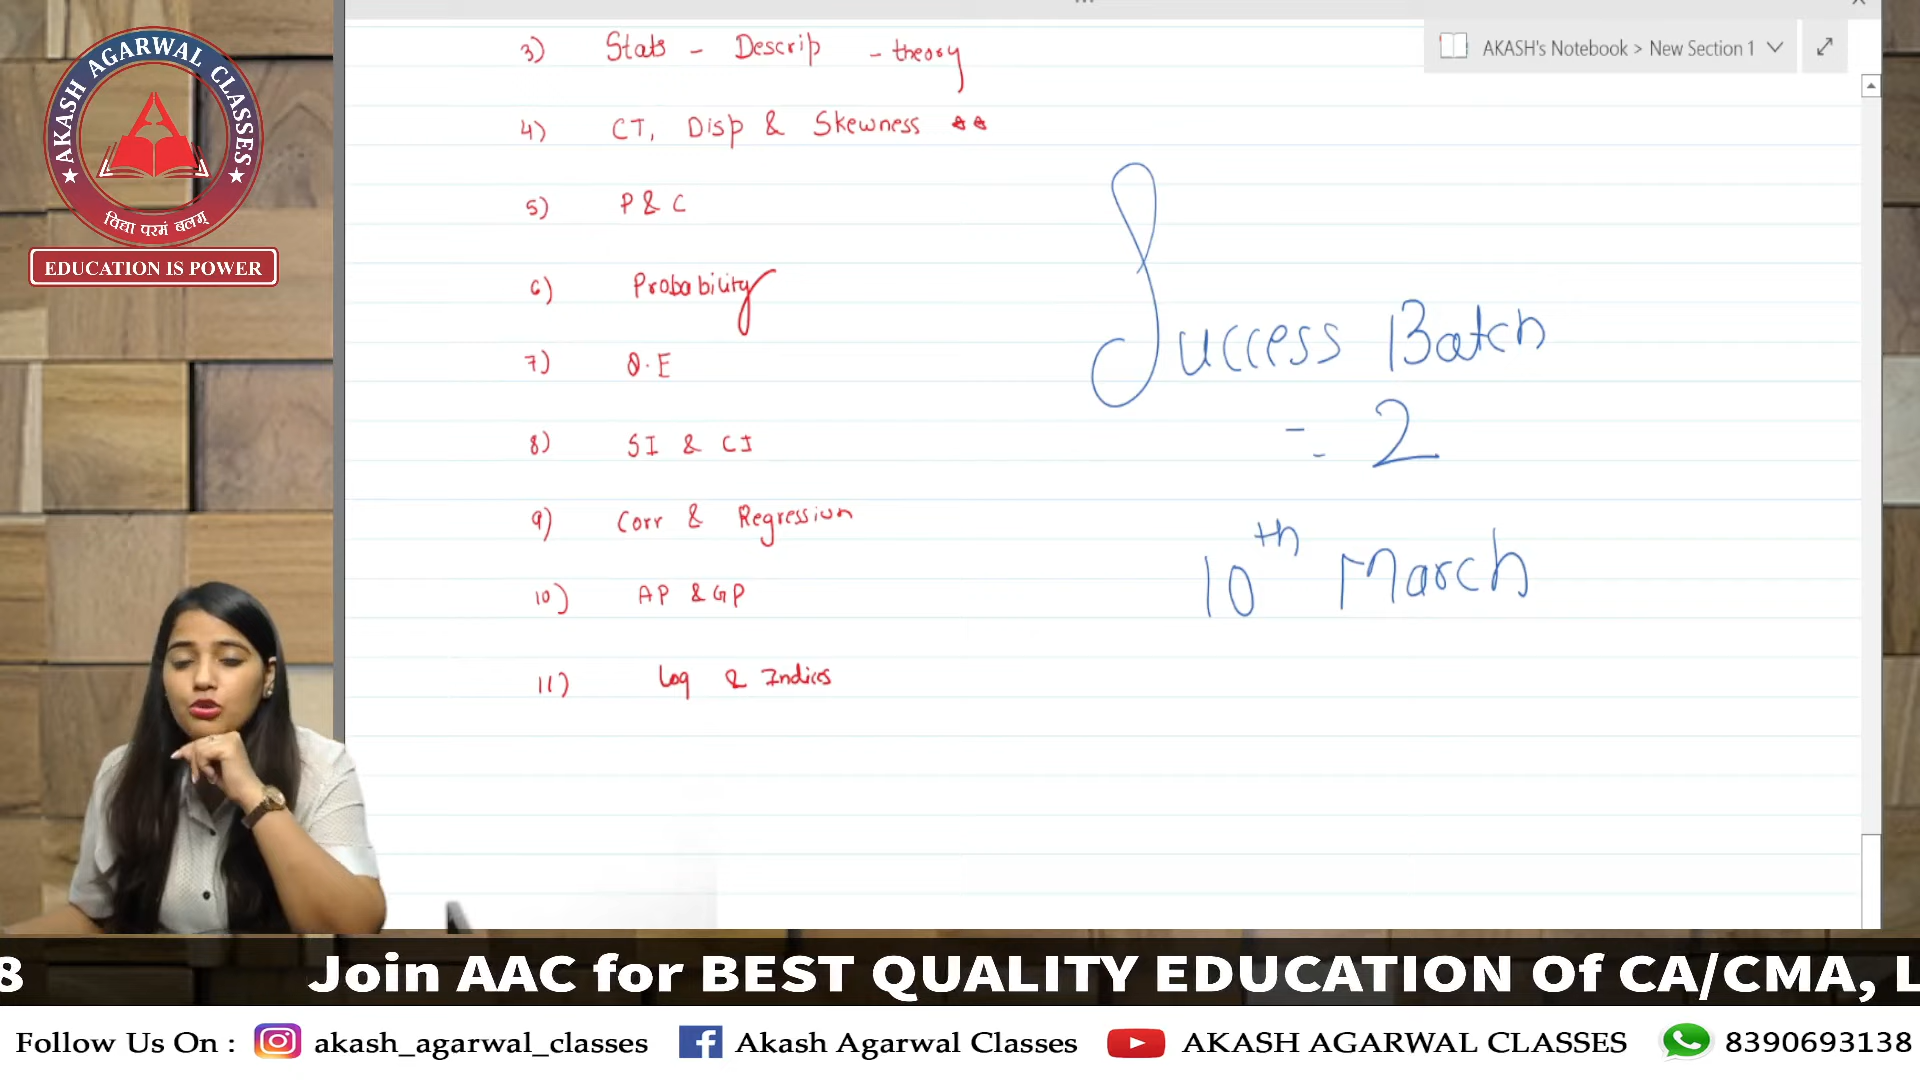 AKASH AGARWAL CLASSES
विद्या परमं बलम्
EDUCATION IS POWER
AKASH's Notebook > New Section 1
3) Stats - Descrip - theory
4) CT, Disp & Skewness **
5) P & C
6) Probability
7) Q.E
8) SI & CI
9) Corr & Regression
10) AP & GP
11) Log & Indices
Success Batch
= 2
10th March
8 Join AAC for BEST QUALITY EDUCATION Of CA/CMA, L
Follow Us On : akash_agarwal_classes Akash Agarwal Classes AKASH AGARWAL CLASSES 8390693138